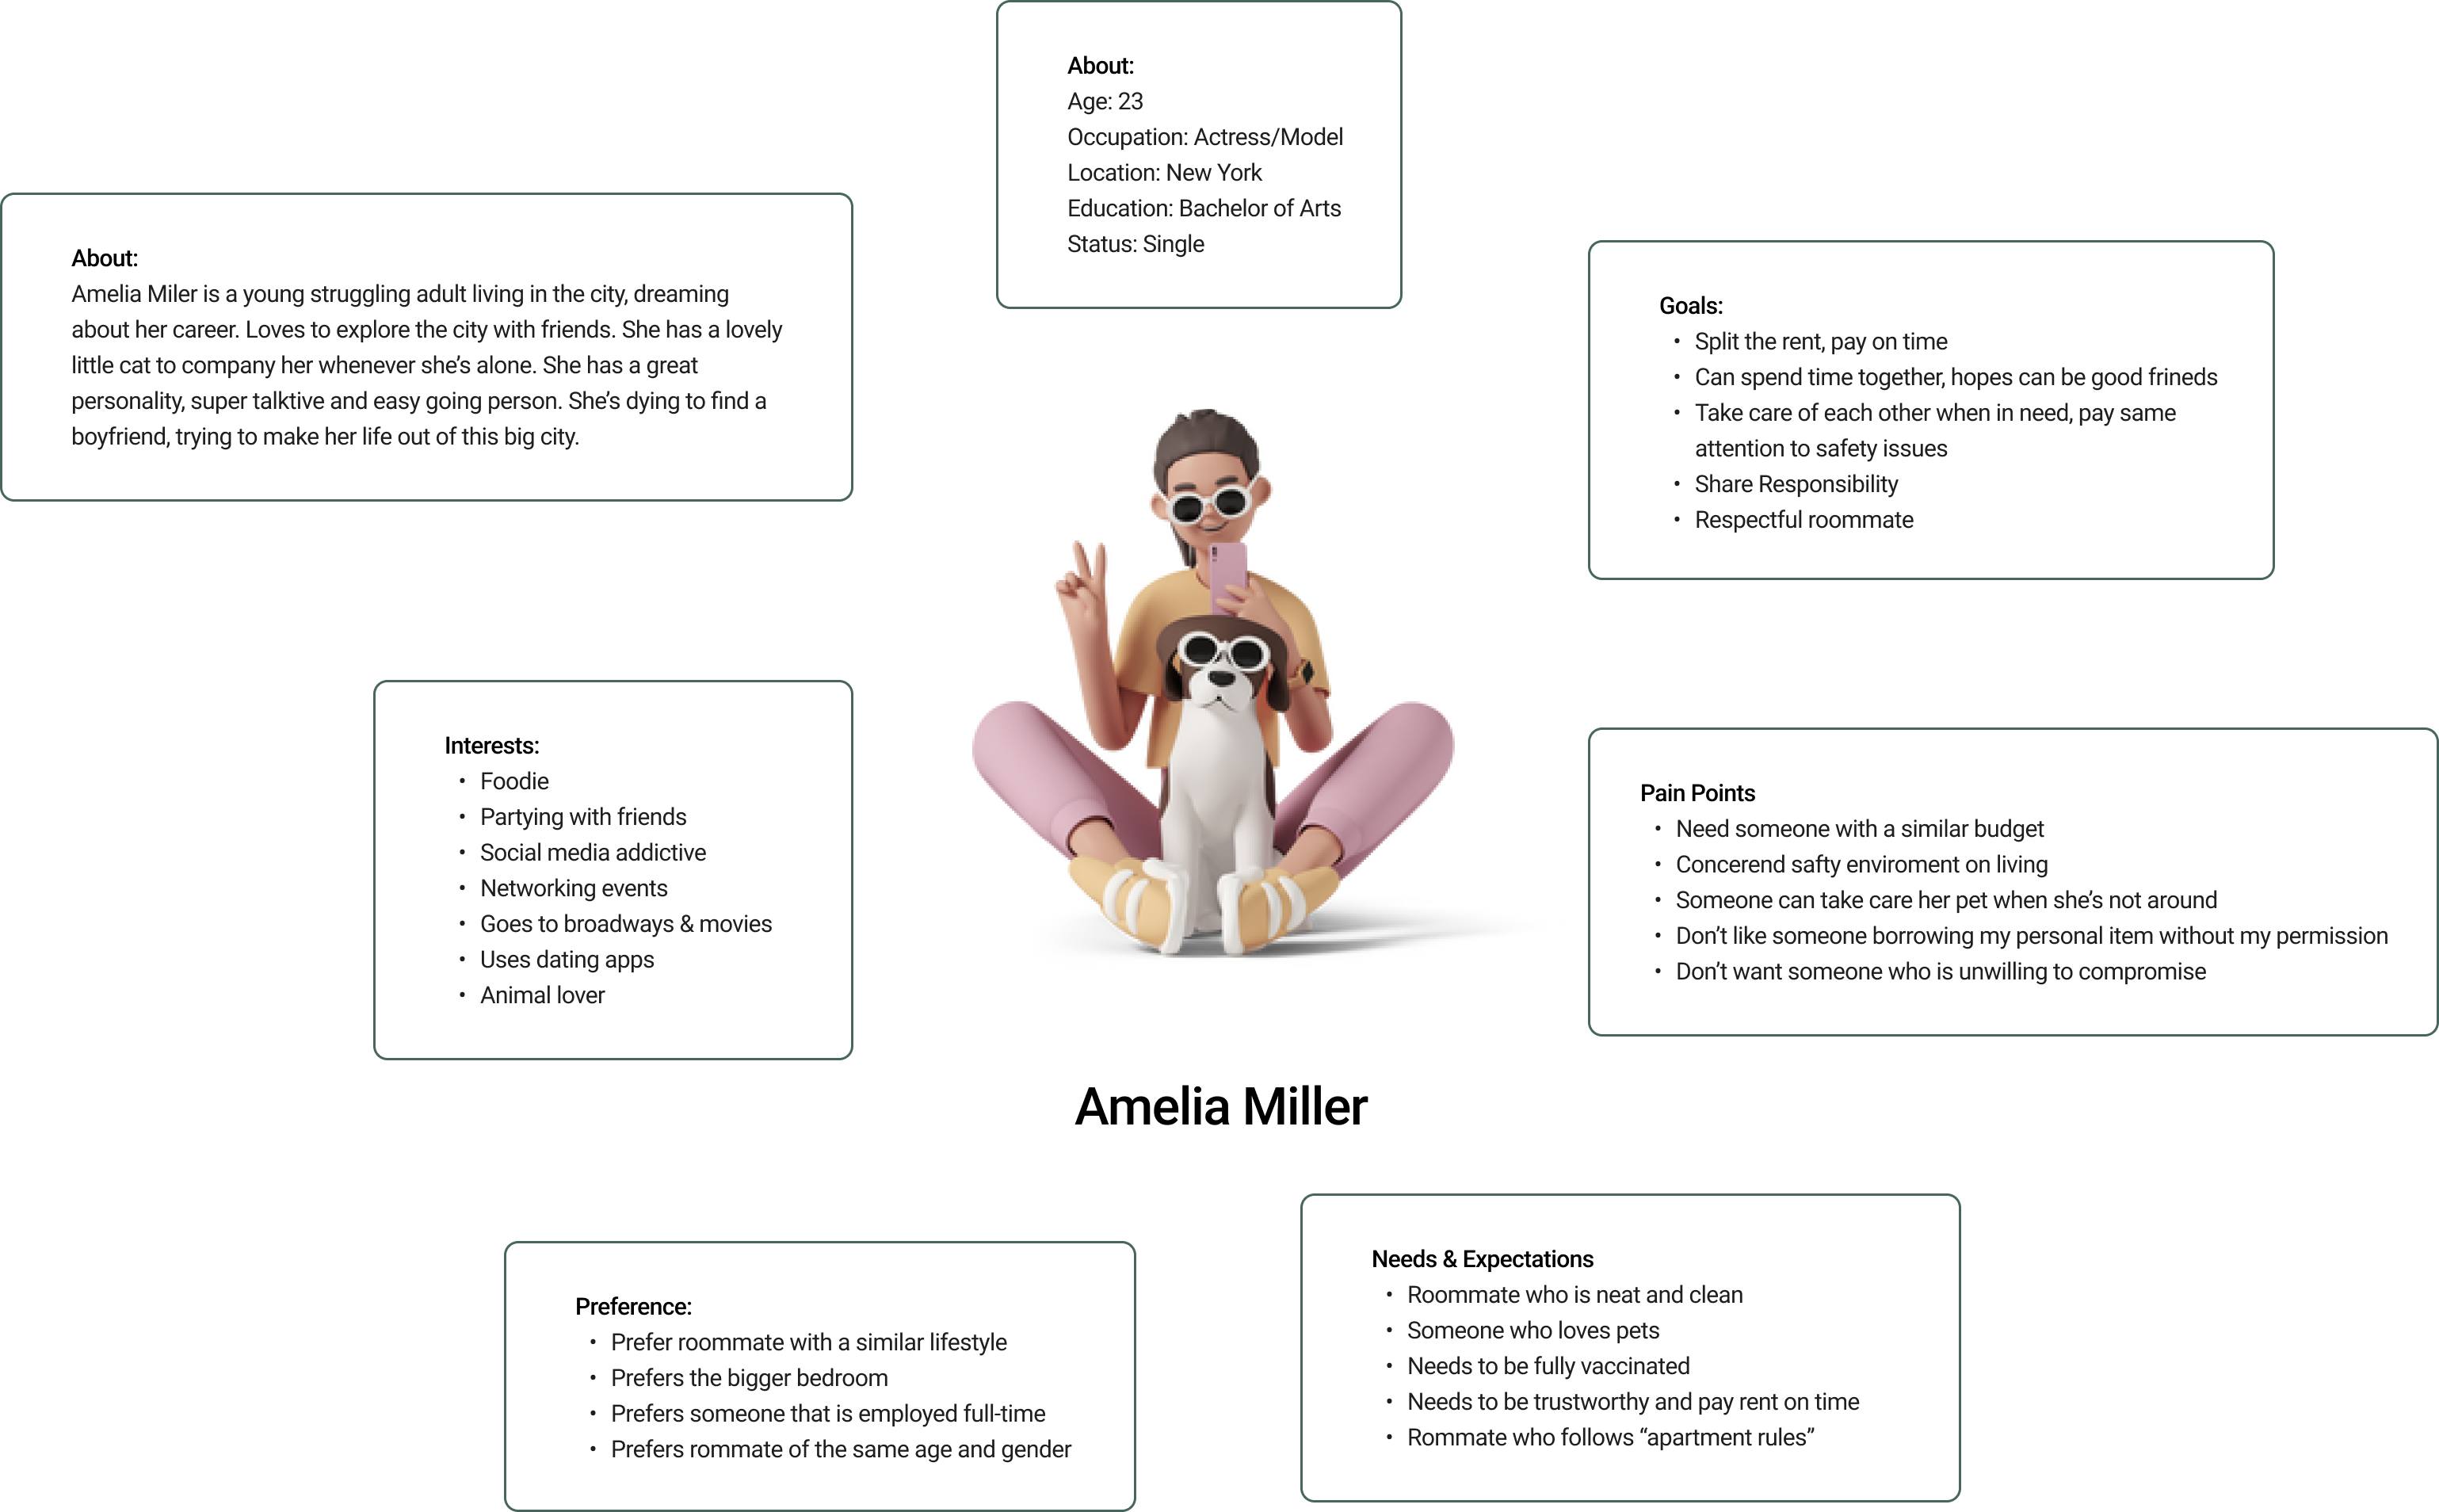 About:
Age: 23
Occupation: Actress/Model
Location: New York
Education: Bachelor of Arts
Status: Single
About:
Amelia Miler is a young struggling adult living in the city, dreaming
about her career. Loves to explore the city with friends. She has a lovely
little cat to company her whenever she’s alone. She has a great
personality, super talktive and easy going person. She’s dying to find a
boyfriend, trying to make her life out of this big city.
Goals:
• Split the rent, pay on time
• Can spend time together, hopes can be good frineds
• Take care of each other when in need, pay same
attention to safety issues
• Share Responsibility
• Respectful roommate
Interests:
• Foodie
• Partying with friends
• Social media addictive
• Networking events
• Goes to broadways & movies
• Uses dating apps
• Animal lover
Pain Points
• Need someone with a similar budget
• Concerend safty enviroment on living
• Someone can take care her pet when she’s not around
• Don’t like someone borrowing my personal item without my permission
• Don’t want someone who is unwilling to compromise
Amelia Miller
Preference:
• Prefer roommate with a similar lifestyle
• Prefers the bigger bedroom
• Prefers someone that is employed full-time
• Prefers rommate of the same age and gender
Needs & Expectations
• Roommate who is neat and clean
• Someone who loves pets
• Needs to be fully vaccinated
• Needs to be trustworthy and pay rent on time
• Rommate who follows “apartment rules”